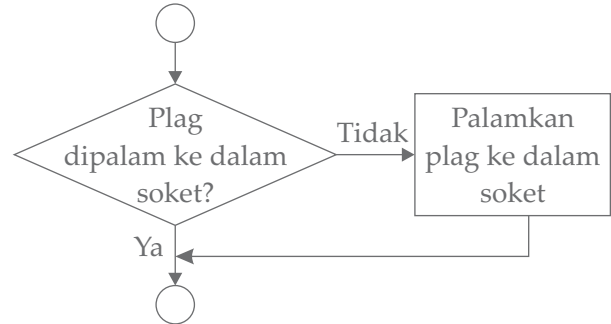 Plag
dipalam ke dalam
soket?
Tidak
Palamkan
plag ke dalam
soket
Ya